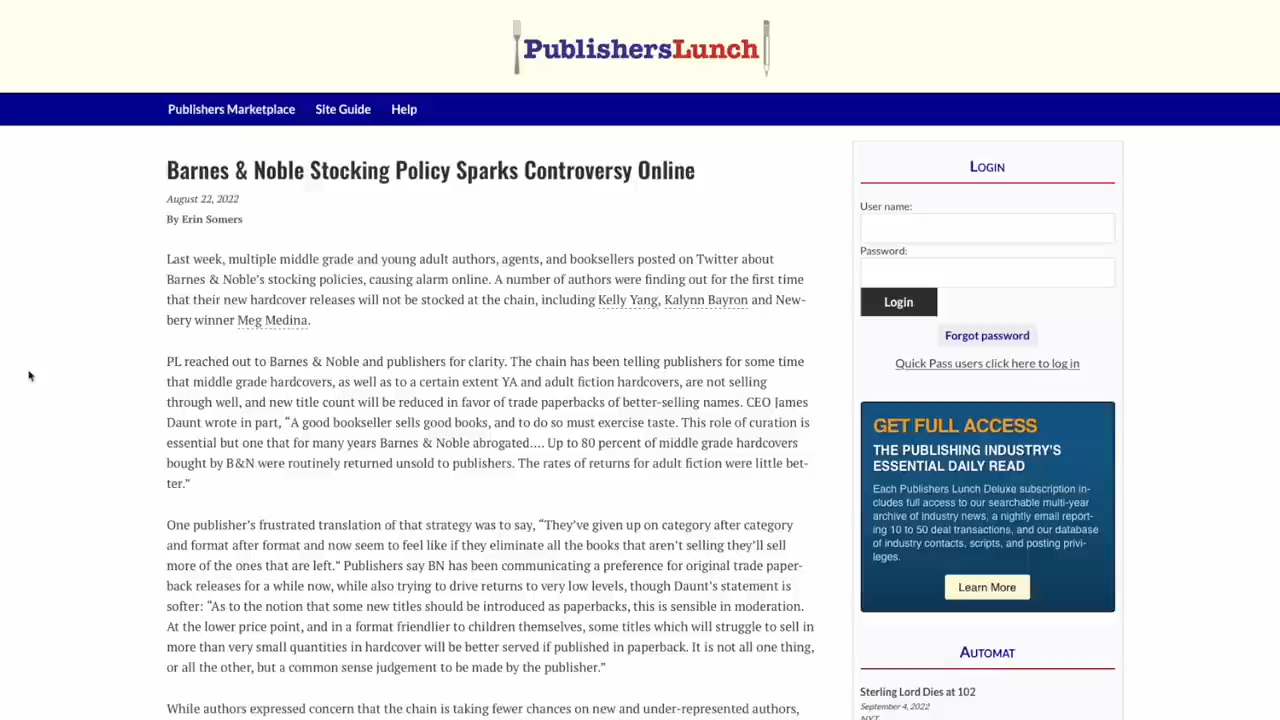 PublishersLunch
Publishers Marketplace
Site Guide
Help
Barnes & Noble Stocking Policy Sparks Controversy Online
August 22, 2022
By Erin Somers
Last week, multiple middle grade and young adult authors, agents, and booksellers posted on Twitter about
Barnes & Noble’s stocking policies, causing alarm online. A number of authors were finding out for the first time
that their new hardcover releases will not be stocked at the chain, including Kelly Yang, Kalynn Bayron and New-
bery winner Meg Medina.
PL reached out to Barnes & Noble and publishers for clarity. The chain has been telling publishers for some time
that middle grade hardcovers, as well as to a certain extent YA and adult fiction hardcovers, are not selling
through well, and new title count will be reduced in favor of trade paperbacks of better-selling names. CEO James
Daunt wrote in part, “A good bookseller sells good books, and to do so must exercise taste. This role of curation is
essential but one that for many years Barnes & Noble abrogated…. Up to 80 percent of middle grade hardcovers
bought by B&N were routinely returned unsold to publishers. The rates of returns for adult fiction were little bet-
ter.”
One publisher’s frustrated translation of that strategy was to say, “They’ve given up on category after category
and format after format and now seem to feel like if they eliminate all the books that aren’t selling they’ll sell
more of the ones that are left.” Publishers say BN has been communicating a preference for original trade paper-
back releases for a while now, while also trying to drive returns to very low levels, though Daunt’s statement is
softer: “As to the notion that some new titles should be introduced as paperbacks, this is sensible in moderation.
At the lower price point, and in a format friendlier to children themselves, some titles which will struggle to sell in
more than very small quantities in hardcover will be better served if published in paperback. It is not all one thing,
or all the other, but a common sense judgement to be made by the publisher.”
While authors expressed concern that the chain is taking fewer chances on new and under-represented authors,
Login
User name:
Password:
Login
Forgot password
Quick Pass users click here to log in
GET FULL ACCESS
THE PUBLISHING INDUSTRY'S
ESSENTIAL DAILY READ
Each Publishers Lunch Deluxe subscription in-
cludes full access to our searchable multi-year
archive of industry news, a nightly email report-
ing 10 to 50 deal transactions, and our database
of industry contacts, scripts, and posting privi-
leges.
Learn More
Automat
Sterling Lord Dies at 102
September 4, 2022
NYT